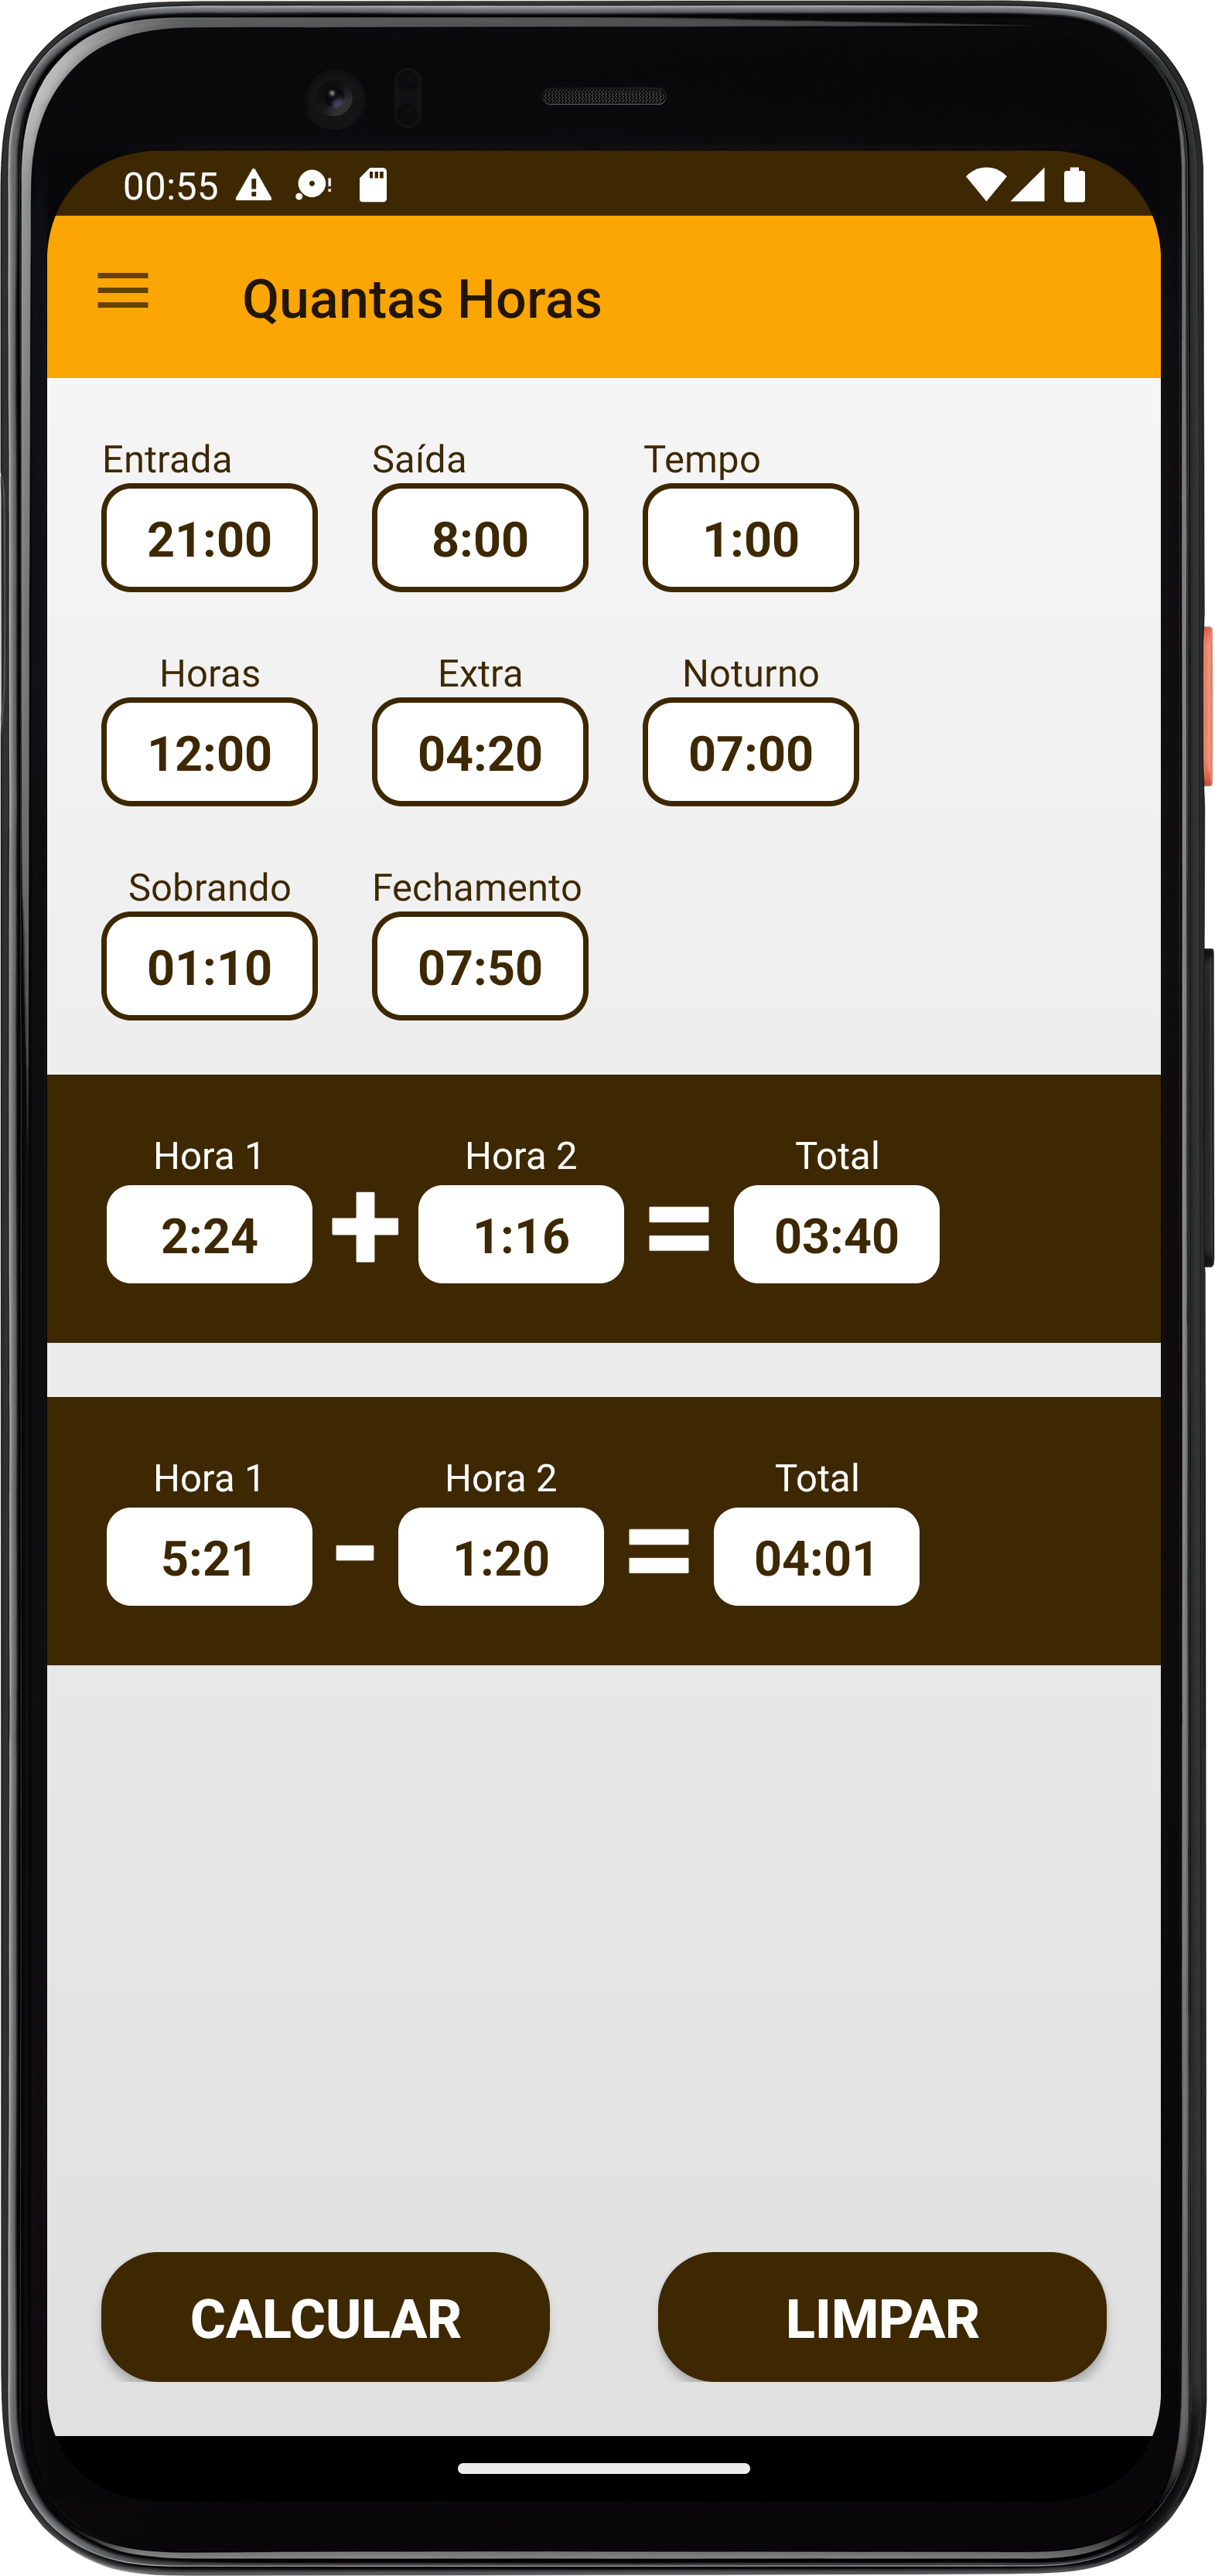 00:55
Quantas Horas
Entrada Saída Tempo
21:00 8:00 1:00
Horas Extra Noturno
12:00 04:20 07:00
Sobrando Fechamento
01:10 07:50
Hora 1 Hora 2 Total
2:24 + 1:16 = 03:40
Hora 1 Hora 2 Total
5:21 - 1:20 = 04:01
CALCULAR LIMPAR